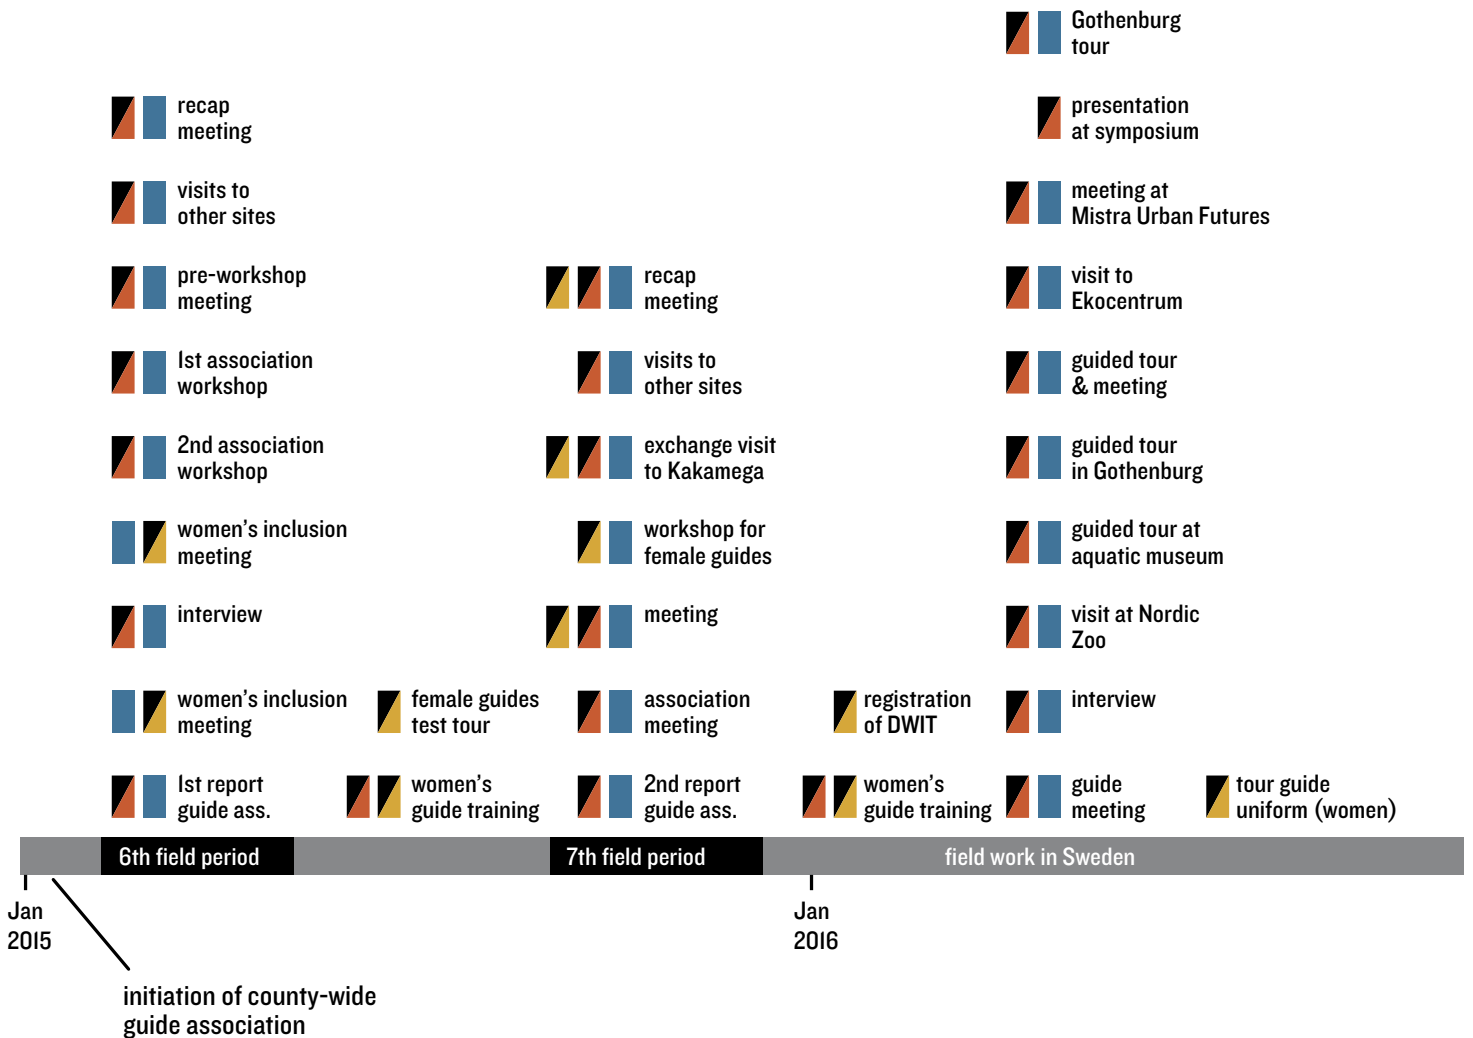 recap
meeting
visits to
other sites
pre-workshop
meeting
1st association
workshop
2nd association
workshop
women's inclusion
meeting
interview
women's inclusion
meeting
1st report
guide ass.
female guides
test tour
women's
guide training
recap
meeting
visits to
other sites
exchange visit
to Kakamega
workshop for
female guides
meeting
association
meeting
2nd report
guide ass.
registration
of DWIT
women's
guide training
Gothenburg
tour
presentation
at symposium
meeting at
Mistra Urban Futures
visit to
Ekocentrum
guided tour
& meeting
guided tour
in Gothenburg
guided tour at
aquatic museum
visit at Nordic
Zoo
interview
guide
meeting
tour guide
uniform (women)
6th field period
7th field period
field work in Sweden
Jan
2015
Jan
2016
initiation of county-wide
guide association